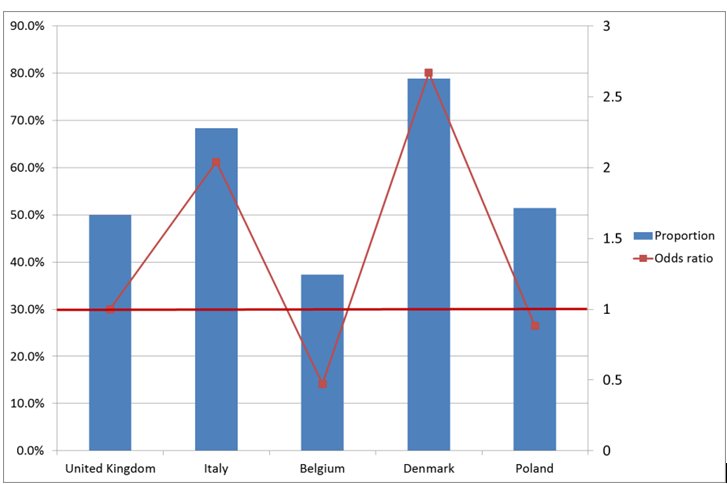 90.0%
80.0%
70.0%
60.0%
50.0%
40.0%
30.0%
20.0%
10.0%
0.0%
3
2.5
2
1.5
1
0.5
0
United Kingdom
Italy
Belgium
Denmark
Poland
Proportion
Odds ratio